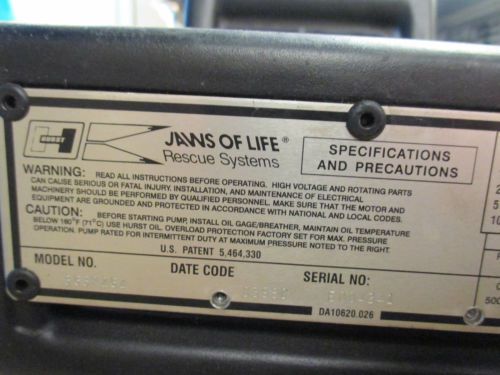 HURST
JAWS OF LIFE®
Rescue Systems
SPECIFICATIONS
AND PRECAUTIONS
WARNING: READ ALL INSTRUCTIONS BEFORE OPERATING. HIGH VOLTAGE AND ROTATING PARTS
CAN CAUSE SERIOUS OR FATAL INJURY. INSTALLATION, AND MAINTENANCE OF ELECTRICAL
MACHINERY SHOULD BE PERFORMED BY QUALIFIED PERSONNEL. MAKE SURE THAT THE MOTOR AND
EQUIPMENT ARE GROUNDED AND INSTALLED IN ACCORDANCE WITH NATIONAL AND LOCAL CODES.
CAUTION: BEFORE STARTING PUMP, INSTALL OIL GAGE/BREATHER, MAINTAIN OIL TEMPERATURE
BELOW 180°F (71°C) USE HURST OIL. OVERLOAD PROTECTION FACTORY SET FOR MAX. PRESSURE
OPERATION. PUMP RATED FOR INTERMITTENT DUTY AT MAXIMUM PRESSURE NOTED TO THE RIGHT.
U.S. PATENT 5,464,330
MODEL NO.
DATE CODE
SERIAL NO:
DA10620.026